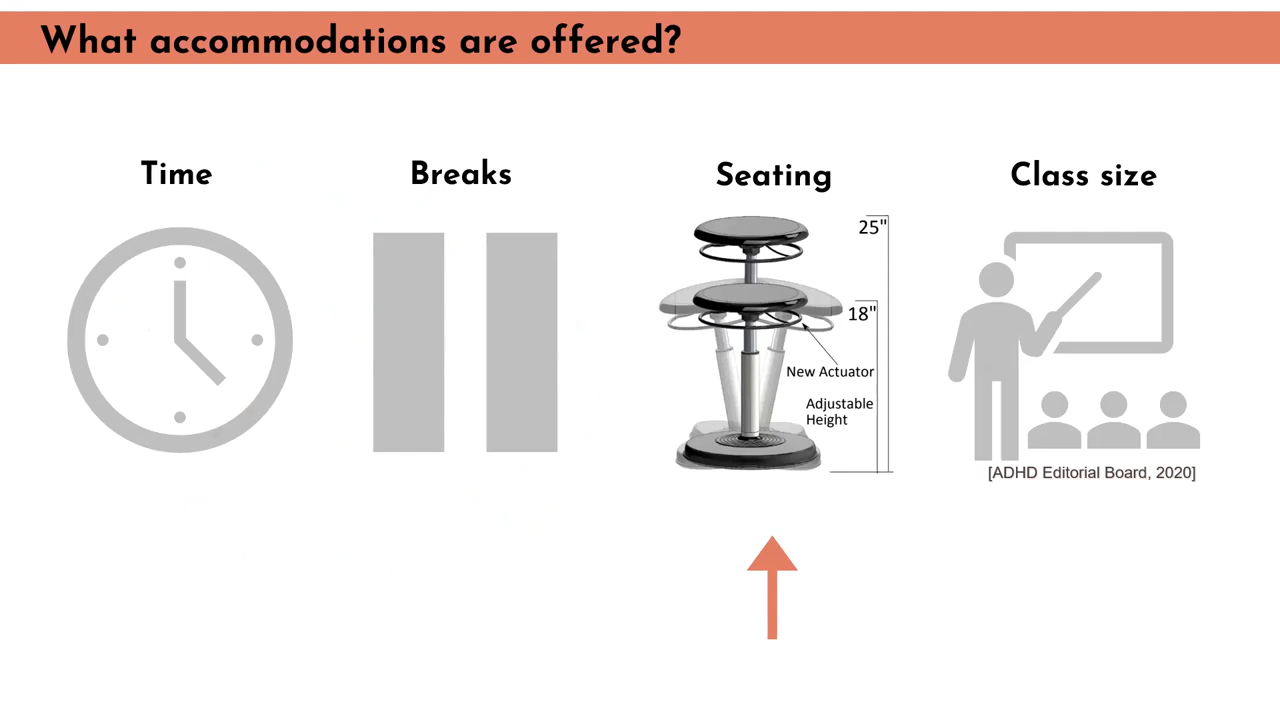 What accommodations are offered?
Time
Breaks
Seating
Class size
25"
18"
New Actuator
Adjustable
Height
[ADHD Editorial Board, 2020]